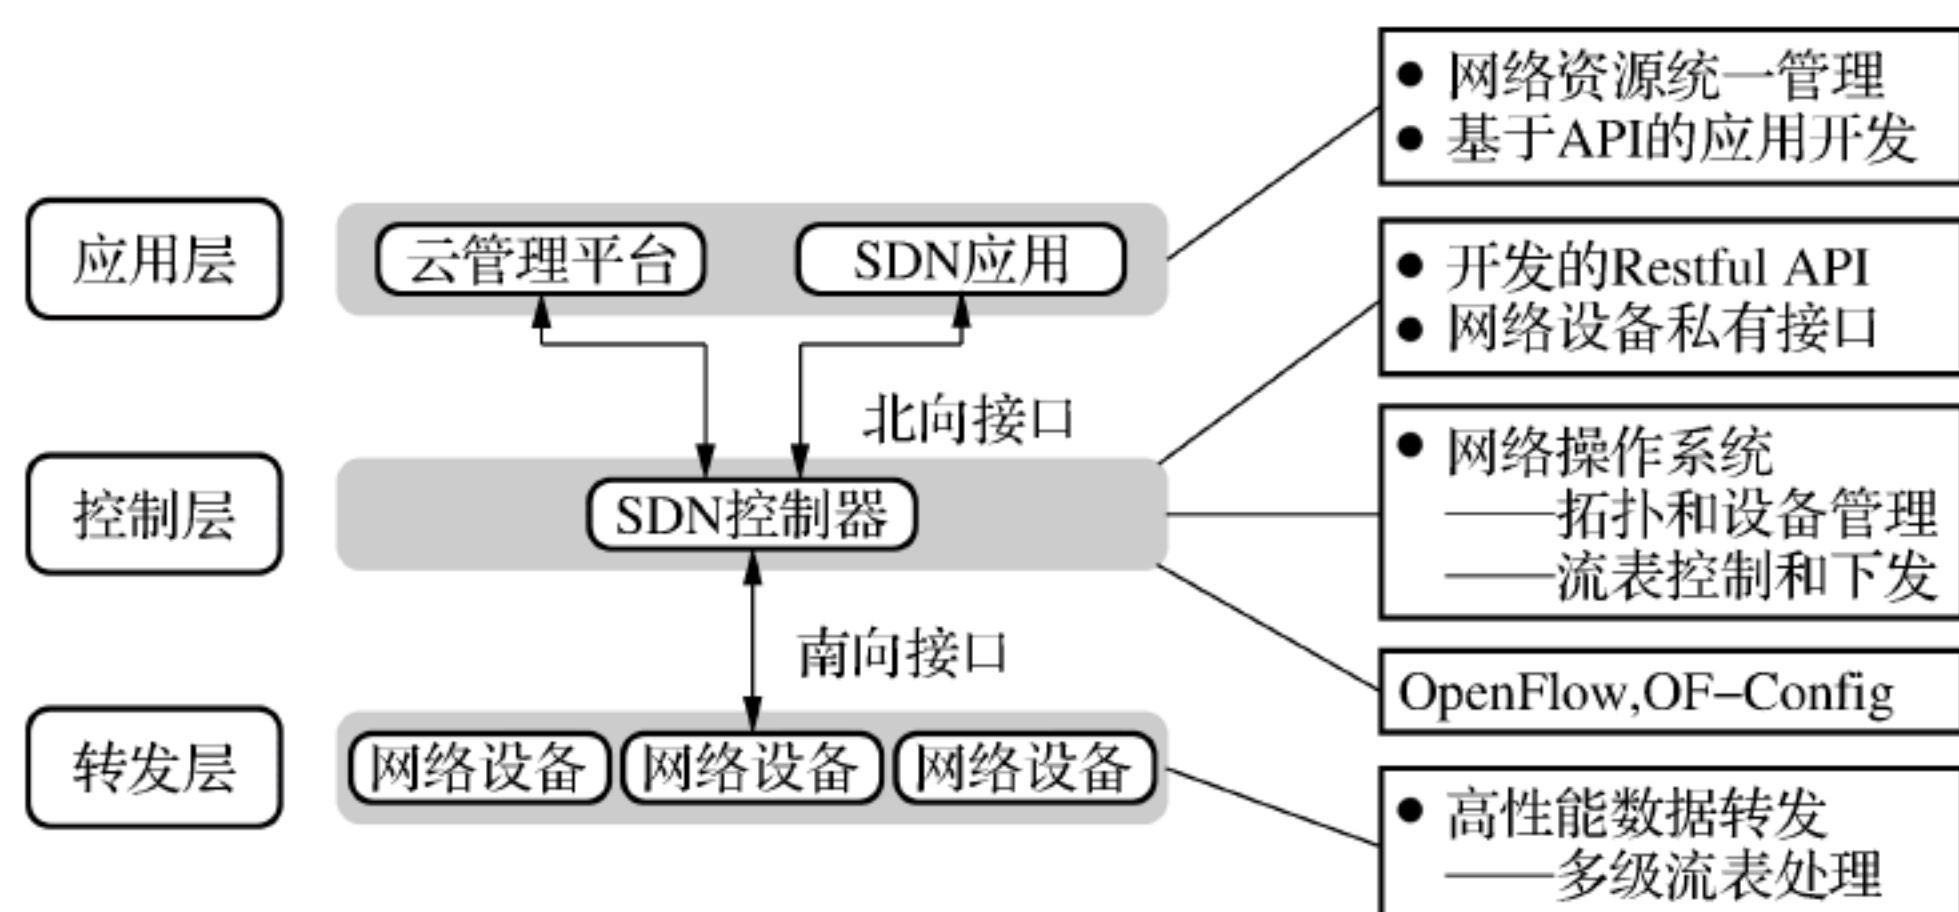 ● 网络资源统一管理
● 基于API的应用开发
应用层
云管理平台
SDN应用
● 开发的Restful API
● 网络设备私有接口
北向接口
控制层
SDN控制器
● 网络操作系统
——拓扑和设备管理
——流表控制和下发
南向接口
OpenFlow,OF–Config
转发层
网络设备
网络设备
网络设备
● 高性能数据转发
——多级流表处理